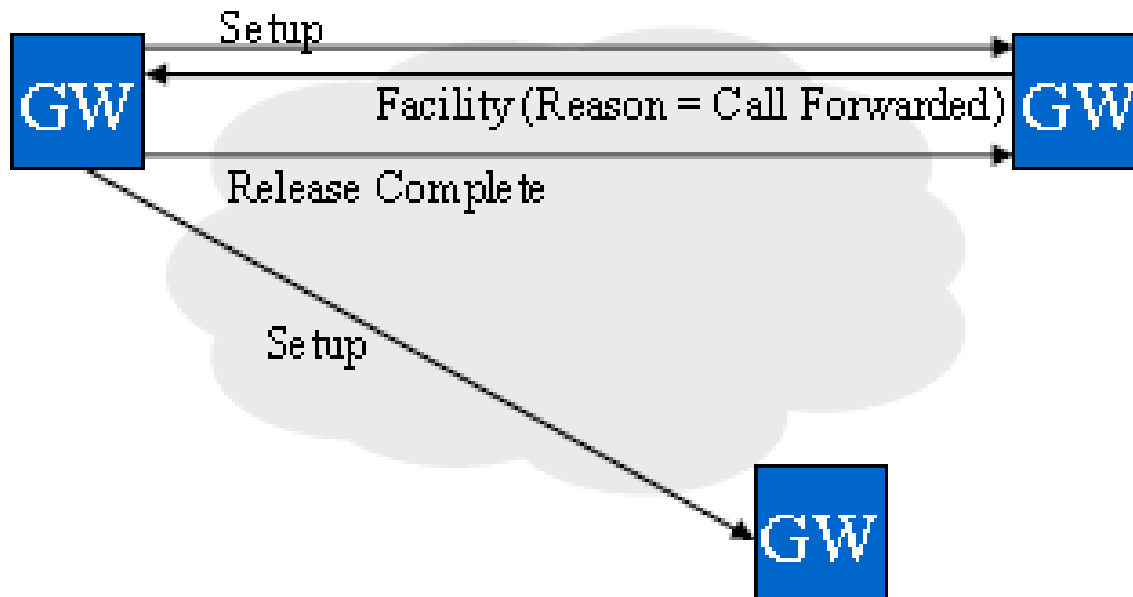 Setup
GW
GW
Facility (Reason = Call Forwarded)
Release Complete
Setup
GW